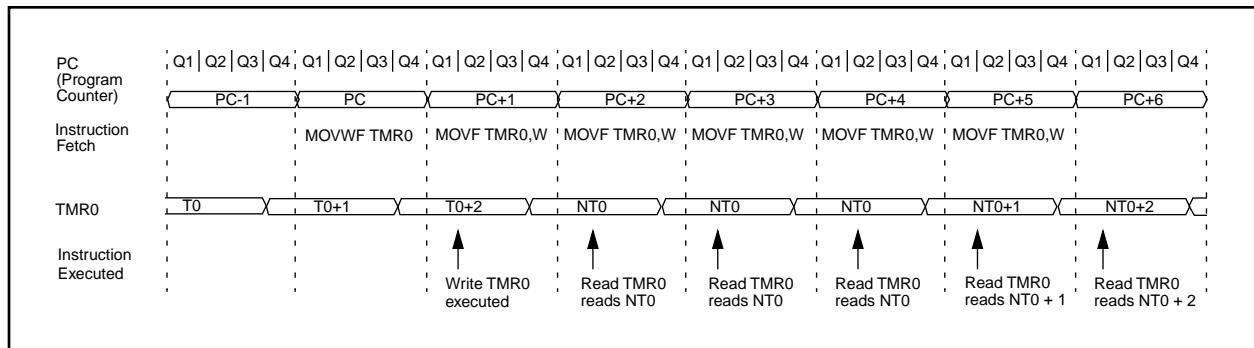 PC
(Program
Counter)
Q1 Q2 Q3 Q4 Q1 Q2 Q3 Q4 Q1 Q2 Q3 Q4 Q1 Q2 Q3 Q4 Q1 Q2 Q3 Q4 Q1 Q2 Q3 Q4 Q1 Q2 Q3 Q4 Q1 Q2 Q3 Q4
PC-1 PC PC+1 PC+2 PC+3 PC+4 PC+5 PC+6
Instruction
Fetch
MOVWF TMR0 MOVF TMR0,W MOVF TMR0,W MOVF TMR0,W MOVF TMR0,W MOVF TMR0,W
TMR0
T0 T0+1 T0+2 NT0 NT0 NT0 NT0+1 NT0+2
Instruction
Executed
Write TMR0
executed
Read TMR0
reads NT0
Read TMR0
reads NT0
Read TMR0
reads NT0
Read TMR0
reads NT0 + 1
Read TMR0
reads NT0 + 2